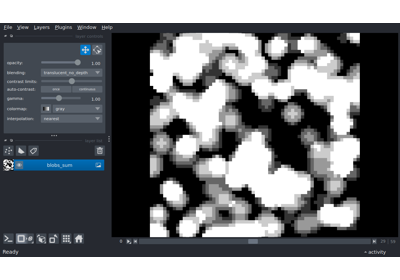 File View Layers Plugins Window Help
opacity: 1.00
blending: translucent_no_depth
contrast limits:
auto-contrast: once continuous
gamma: 1.00
colormap: gray
interpolation: nearest
blobs_sum
Ready
activity